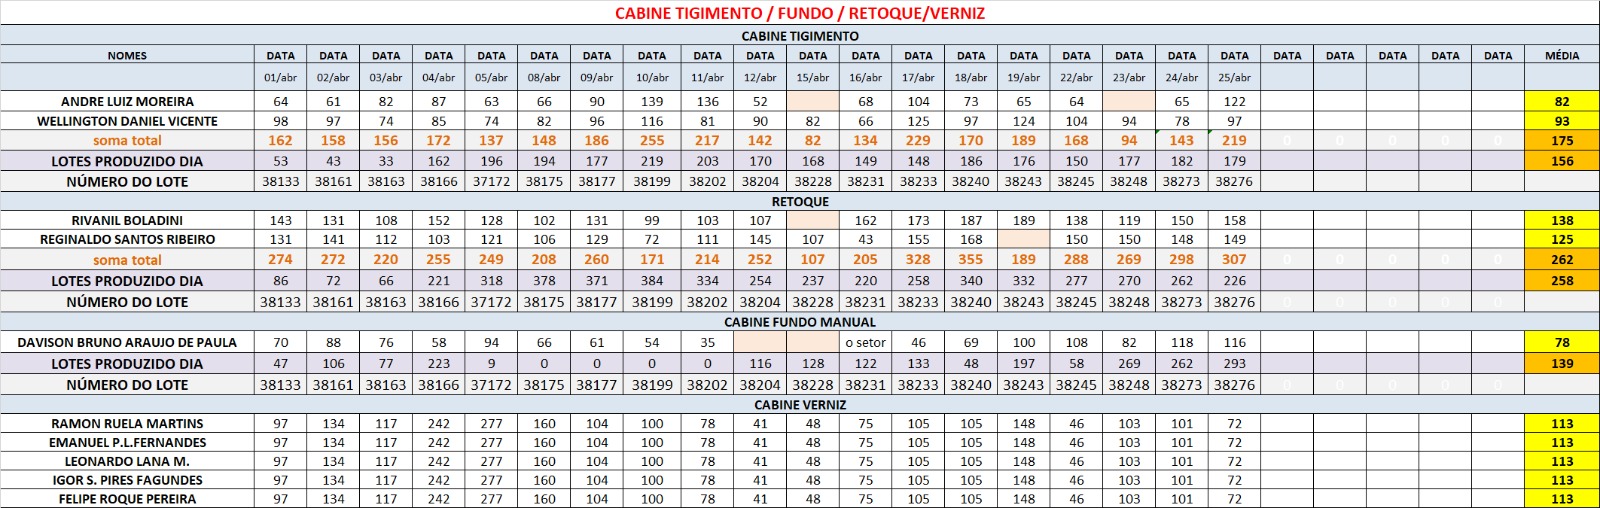 CABINE TIGIMENTO / FUNDO / RETOQUE/VERNIZ
CABINE TIGIMENTO
NOMES DATA DATA DATA DATA DATA DATA DATA DATA DATA DATA DATA DATA DATA DATA DATA DATA DATA DATA DATA DATA DATA DATA DATA DATA MÉDIA
01/abr 02/abr 03/abr 04/abr 05/abr 08/abr 09/abr 10/abr 11/abr 12/abr 15/abr 16/abr 17/abr 18/abr 19/abr 22/abr 23/abr 24/abr 25/abr
ANDRE LUIZ MOREIRA 64 61 82 87 63 66 90 139 136 52 68 104 73 65 64 65 122 82
WELLINGTON DANIEL VICENTE 98 97 74 85 74 82 96 116 81 90 82 66 125 97 124 104 94 78 97 93
soma total 162 158 156 172 137 148 186 255 217 142 82 134 229 170 189 168 94 143 219 0 0 0 0 0 175
LOTES PRODUZIDO DIA 53 43 33 162 196 194 177 219 203 170 168 149 148 186 176 150 177 182 179 156
NÚMERO DO LOTE 38133 38161 38163 38166 37172 38175 38177 38199 38202 38204 38228 38231 38233 38240 38243 38245 38248 38273 38276 0 0 0 0 0
RETOQUE
RIVANIL BOLADINI 143 131 108 152 128 102 131 99 103 107 162 173 187 189 138 119 150 158 138
REGINALDO SANTOS RIBEIRO 131 141 112 103 121 106 129 72 111 145 107 43 155 168 150 150 148 149 125
soma total 274 272 220 255 249 208 260 171 214 252 107 205 328 355 189 288 269 298 307 0 0 0 0 0 262
LOTES PRODUZIDO DIA 86 72 66 221 318 378 371 384 334 254 237 220 258 340 332 277 270 262 226 258
NÚMERO DO LOTE 38133 38161 38163 38166 37172 38175 38177 38199 38202 38204 38228 38231 38233 38240 38243 38245 38248 38273 38276 0 0 0 0 0
CABINE FUNDO MANUAL
DAVISON BRUNO ARAUJO DE PAULA 70 88 76 58 94 66 61 54 35 o setor 46 69 100 108 82 118 116 78
LOTES PRODUZIDO DIA 47 106 77 223 9 0 0 0 0 116 128 122 133 48 197 58 269 262 293 139
NÚMERO DO LOTE 38133 38161 38163 38166 37172 38175 38177 38199 38202 38204 38228 38231 38233 38240 38243 38245 38248 38273 38276 0 0 0 0 0
CABINE VERNIZ
RAMON RUELA MARTINS 97 134 117 242 277 160 104 100 78 41 48 75 105 105 148 46 103 101 72 113
EMANUEL P.L.FERNANDES 97 134 117 242 277 160 104 100 78 41 48 75 105 105 148 46 103 101 72 113
LEONARDO LANA M. 97 134 117 242 277 160 104 100 78 41 48 75 105 105 148 46 103 101 72 113
IGOR S. PIRES FAGUNDES 97 134 117 242 277 160 104 100 78 41 48 75 105 105 148 46 103 101 72 113
FELIPE ROQUE PEREIRA 97 134 117 242 277 160 104 100 78 41 48 75 105 105 148 46 103 101 72 113